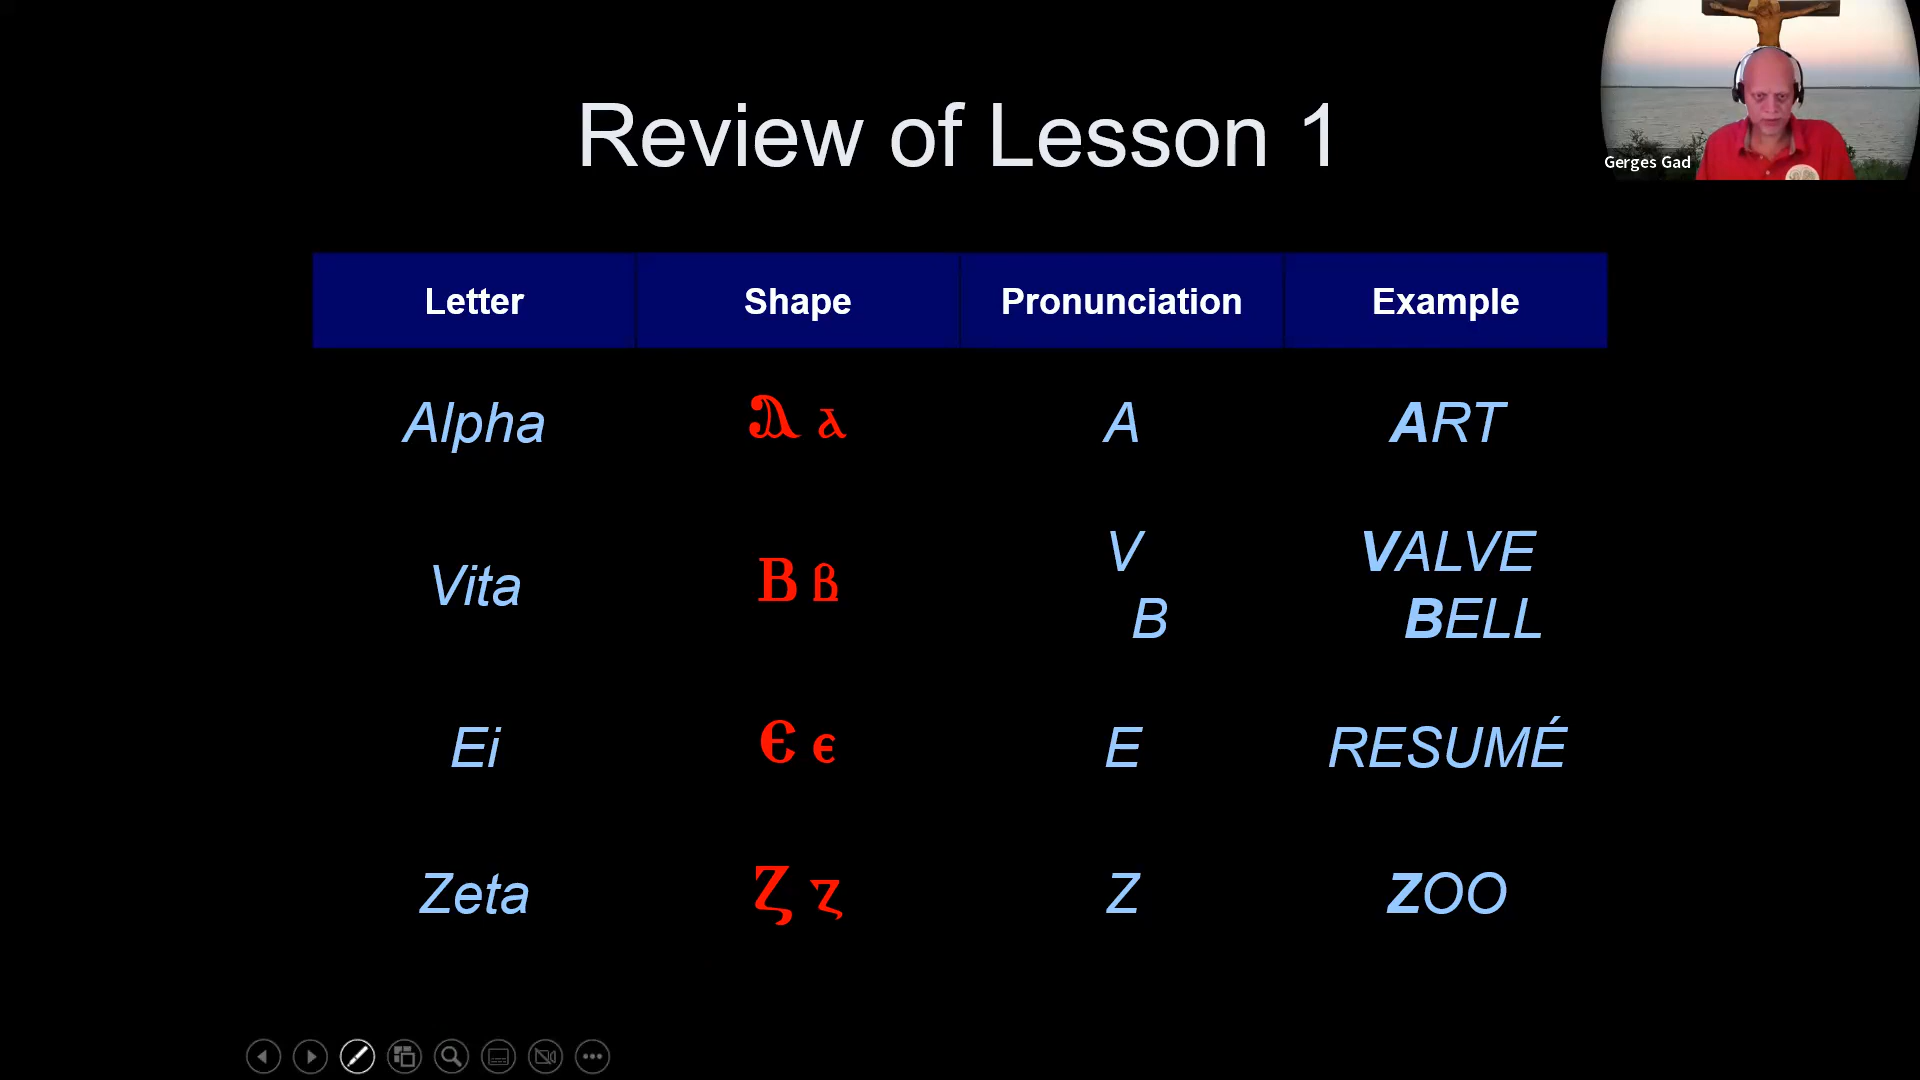 Review of Lesson 1
Gerges Gad
Letter Shape Pronunciation Example
Alpha Ⲁ ⲁ A ART
Vita Ⲃ ⲃ V VALVE
B BELL
Ei Ⲉ ⲉ E RESUMÉ
Zeta Ⲍ ⲍ Z ZOO